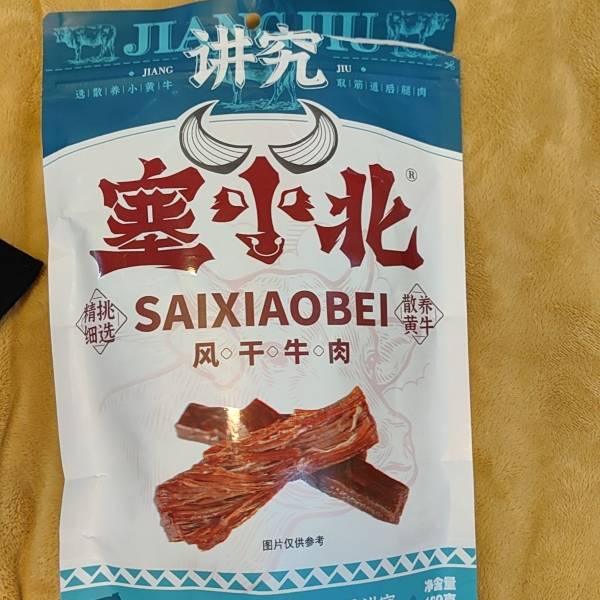 JIANG JIU
讲究
JIANG
JIU
选散养小黄牛
取筋道后腿肉
塞小北®
精挑细选
SAIXIAOBEI
散养黄牛
风干牛肉
图片仅供参考
净含量